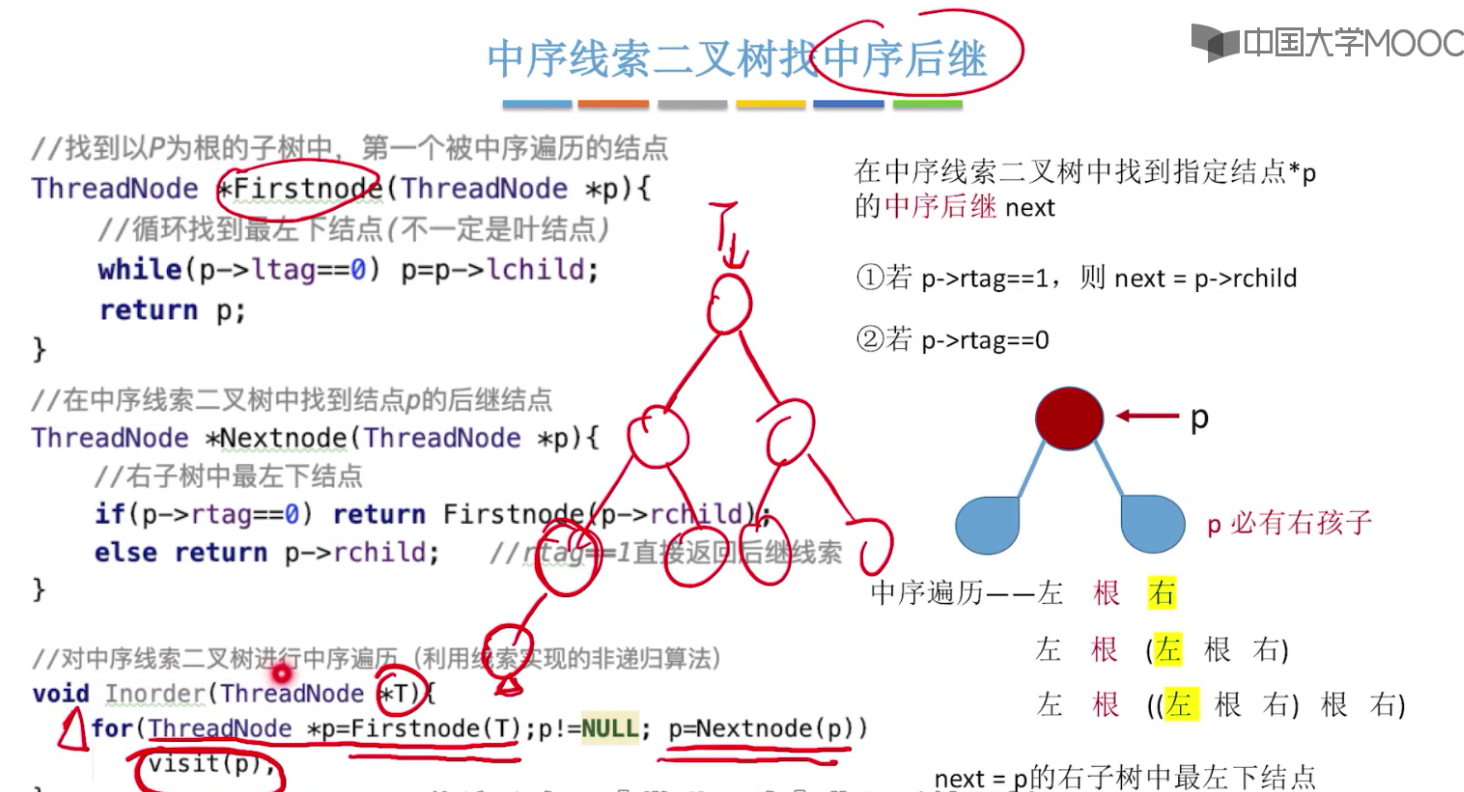 中序线索二叉树找中序后继
中国大学MOOC
//找到以P为根的子树中，第一个被中序遍历的结点
ThreadNode *Firstnode(ThreadNode *p){
//循环找到最左下结点(不一定是叶结点)
while(p->ltag==0) p=p->lchild;
return p;
}
//在中序线索二叉树中找到结点p的后继结点
ThreadNode *Nextnode(ThreadNode *p){
//右子树中最左下结点
if(p->rtag==0) return Firstnode(p->rchild);
else return p->rchild; //rtag==1直接返回后继线索
}
//对中序线索二叉树进行中序遍历（利用线索实现的非递归算法）
void Inorder(ThreadNode *T){
for(ThreadNode *p=Firstnode(T);p!=NULL; p=Nextnode(p))
visit(p);
}
T
在中序线索二叉树中找到指定结点*p
的中序后继 next
①若 p->rtag==1，则 next = p->rchild
②若 p->rtag==0
p
p 必有右孩子
中序遍历——左 根 右
左 根 (左 根 右)
左 根 ((左 根 右) 根 右)
next = p的右子树中最左下结点